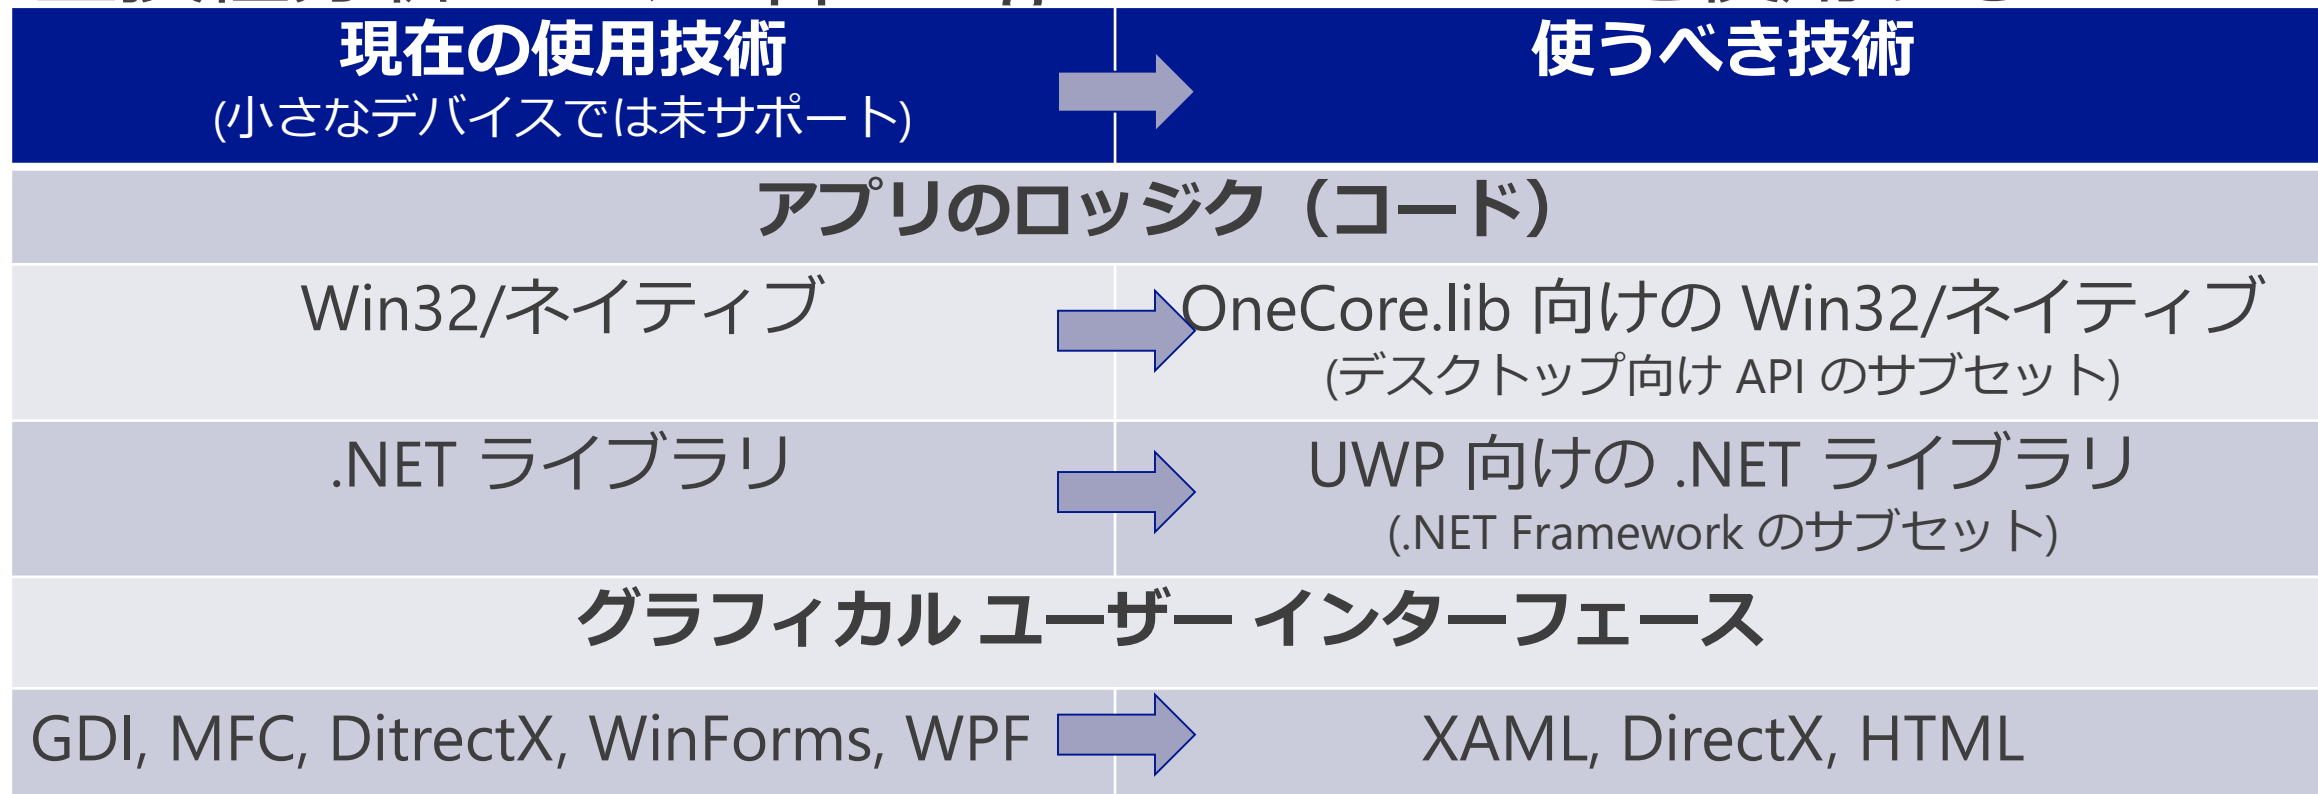 現在の使用技術
使うべき技術
(小さなデバイスでは未サポート)
アプリのロッジク（コード）
Win32/ネイティブ
OneCore.lib 向けの Win32/ネイティブ
(デスクトップ向け API のサブセット)
.NET ライブラリ
UWP 向けの .NET ライブラリ
(.NET Framework のサブセット)
グラフィカル ユーザー インターフェース
GDI, MFC, DitrectX, WinForms, WPF
XAML, DirectX, HTML